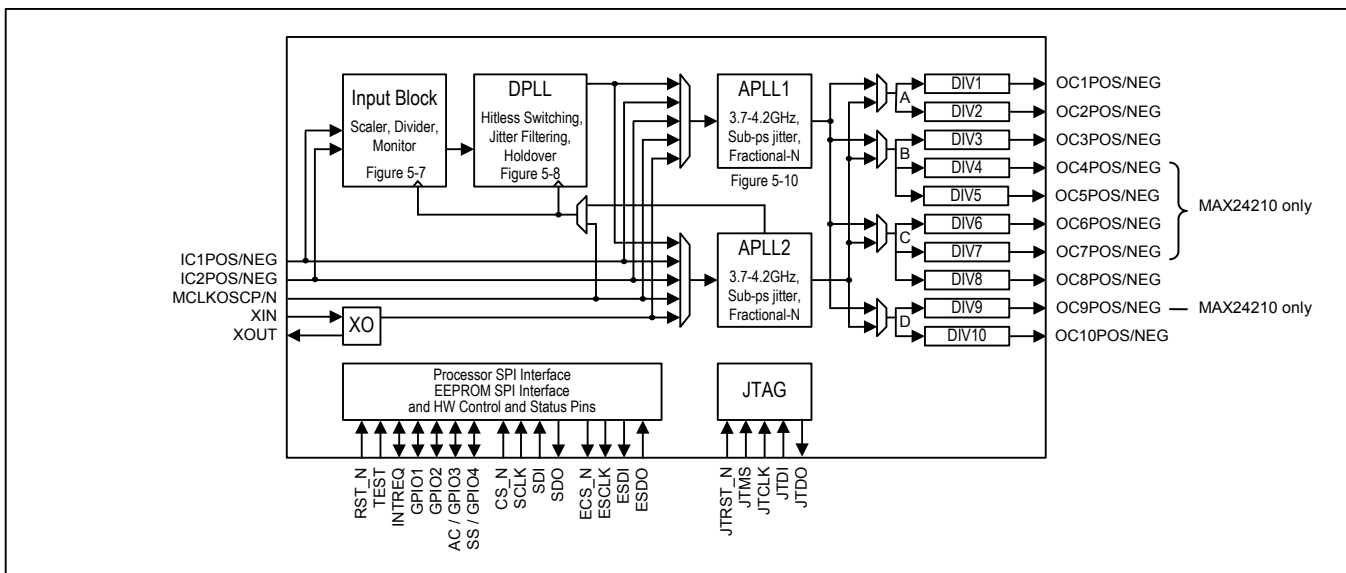 Input Block
Scaler, Divider,
Monitor
Figure 5-7
DPLL
Hitless Switching,
Jitter Filtering,
Holdover
Figure 5-8
APLL1
3.7-4.2GHz,
Sub-ps jitter,
Fractional-N
Figure 5-10
APLL2
3.7-4.2GHz,
Sub-ps jitter,
Fractional-N
A
B
C
D
DIV1
DIV2
DIV3
DIV4
DIV5
DIV6
DIV7
DIV8
DIV9
DIV10
OC1POS/NEG
OC2POS/NEG
OC3POS/NEG
OC4POS/NEG
OC5POS/NEG
OC6POS/NEG
OC7POS/NEG
OC8POS/NEG
OC9POS/NEG
OC10POS/NEG
MAX24210 only
MAX24210 only
IC1POS/NEG
IC2POS/NEG
MCLKOSCP/N
XIN
XOUT
XO
Processor SPI Interface
EEPROM SPI Interface
and HW Control and Status Pins
JTAG
RST_N
TEST
INTREQ
GPIO1
GPIO2
AC / GPIO3
SS / GPIO4
CS_N
SCLK
SDI
SDO
ECS_N
ESCLK
ESDI
ESDO
JTRST_N
JTMS
JTCLK
JTDI
JTDO